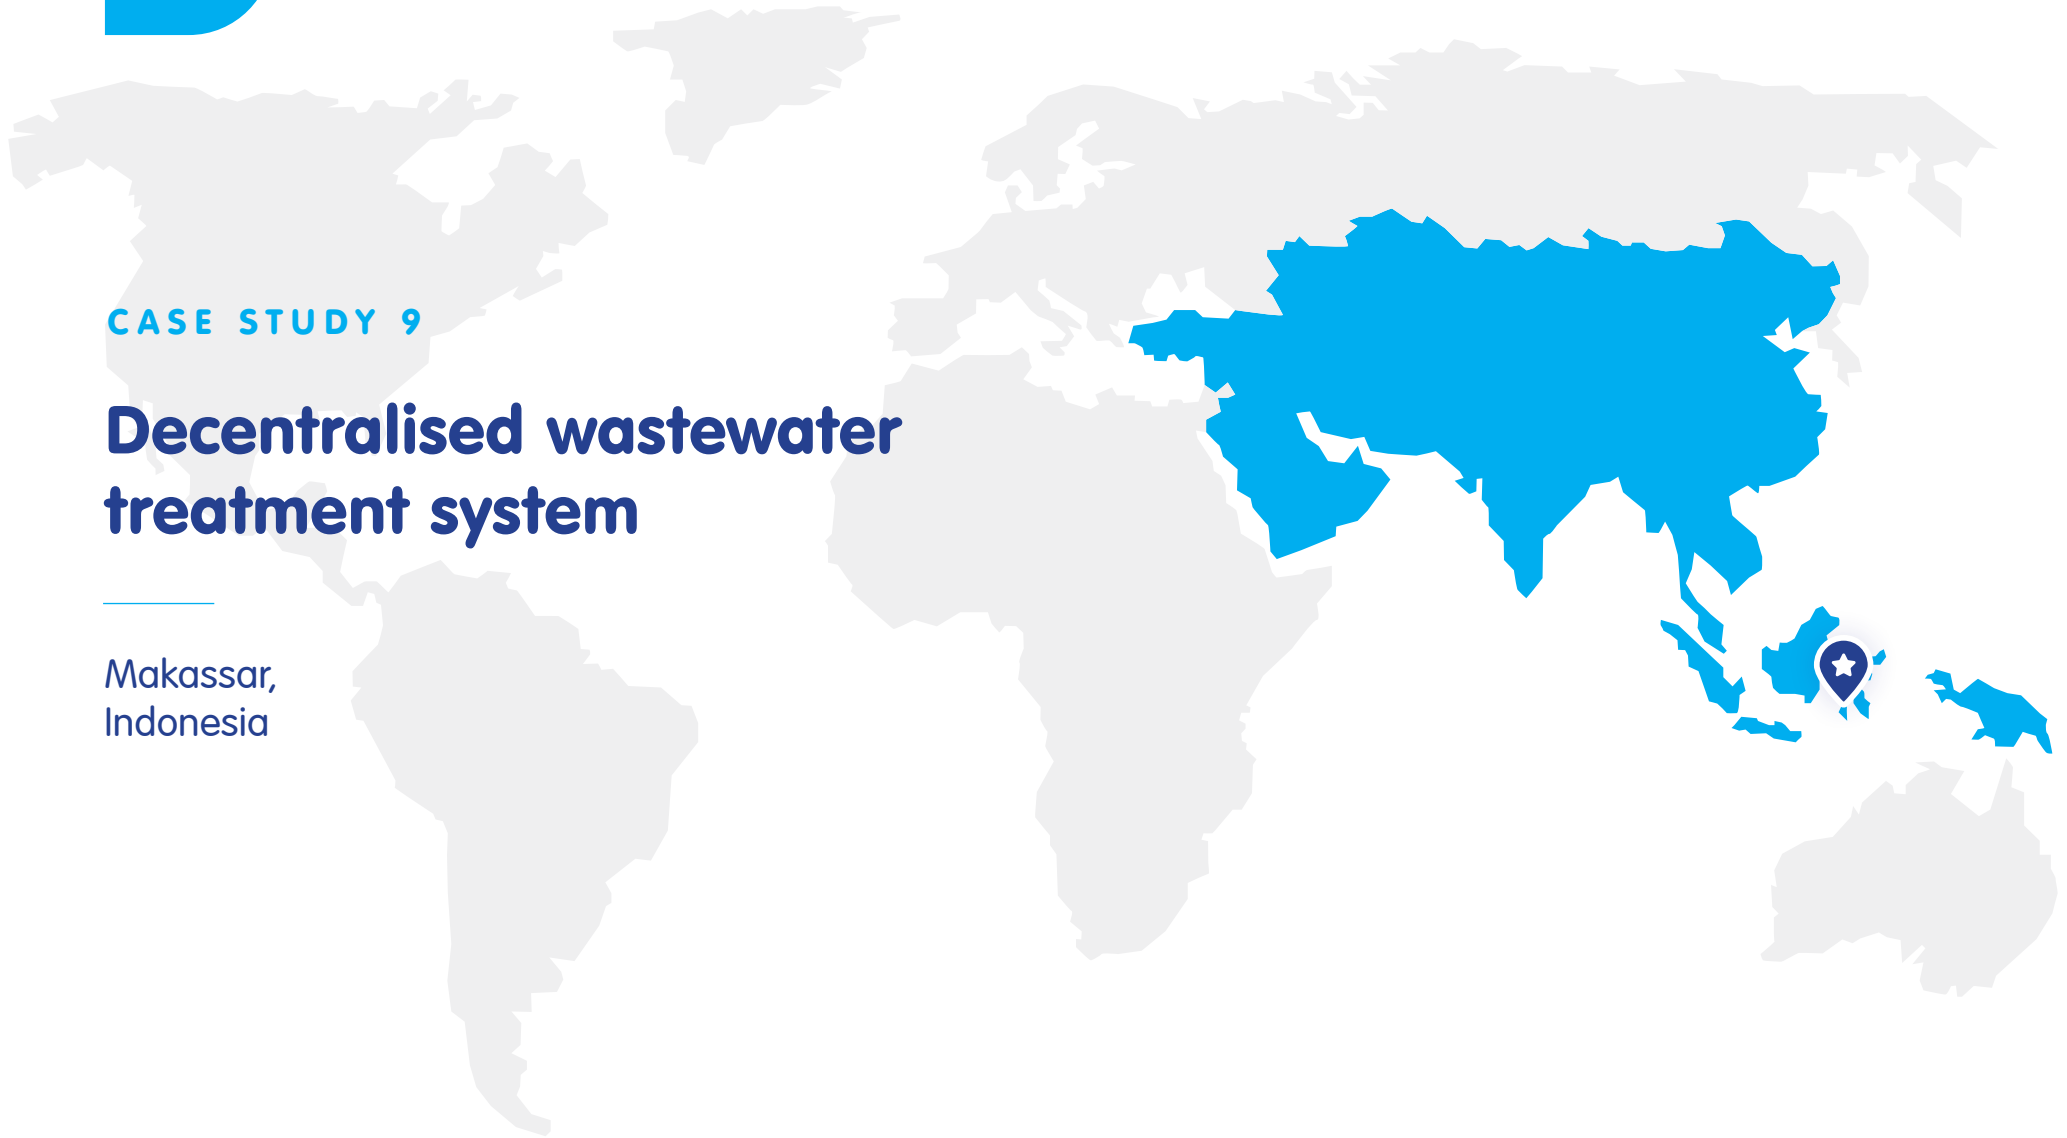 CASE STUDY 9
Decentralised wastewater
treatment system
Makassar,
Indonesia